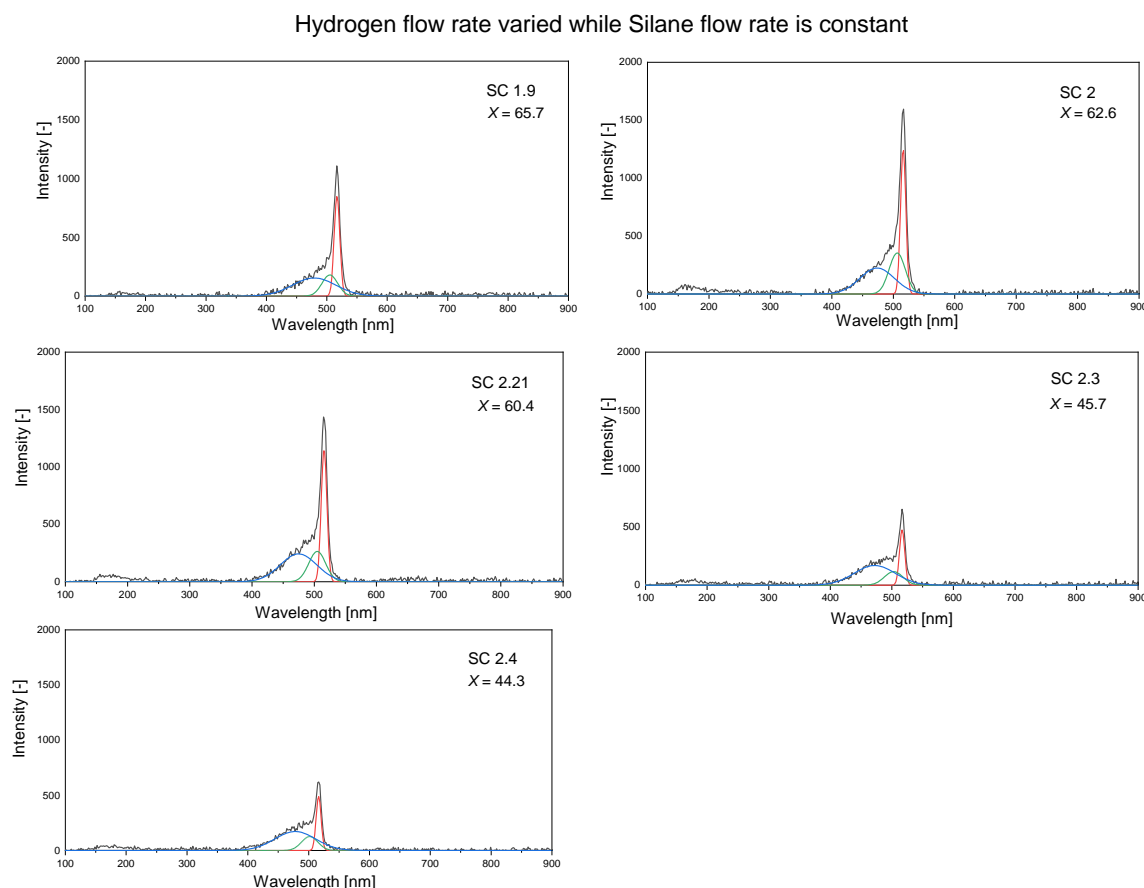 Hydrogen flow rate varied while Silane flow rate is constant
2000
1500
1000
500
0
Intensity [-]
SC 1.9
X = 65.7
100 200 300 400 500 600 700 800 900
Wavelength [nm]
2000
1500
1000
500
0
Intensity [-]
SC 2
X = 62.6
100 200 300 400 500 600 700 800 900
Wavelength [nm]
2000
1500
1000
500
0
Intensity [-]
SC 2.21
X = 60.4
100 200 300 400 500 600 700 800 900
Wavelength [nm]
2000
1500
1000
500
0
Intensity [-]
SC 2.3
X = 45.7
100 200 300 400 500 600 700 800 900
Wavelength [nm]
2000
1500
1000
500
0
Intensity [-]
SC 2.4
X = 44.3
100 200 300 400 500 600 700 800 900
Wavelength [nm]